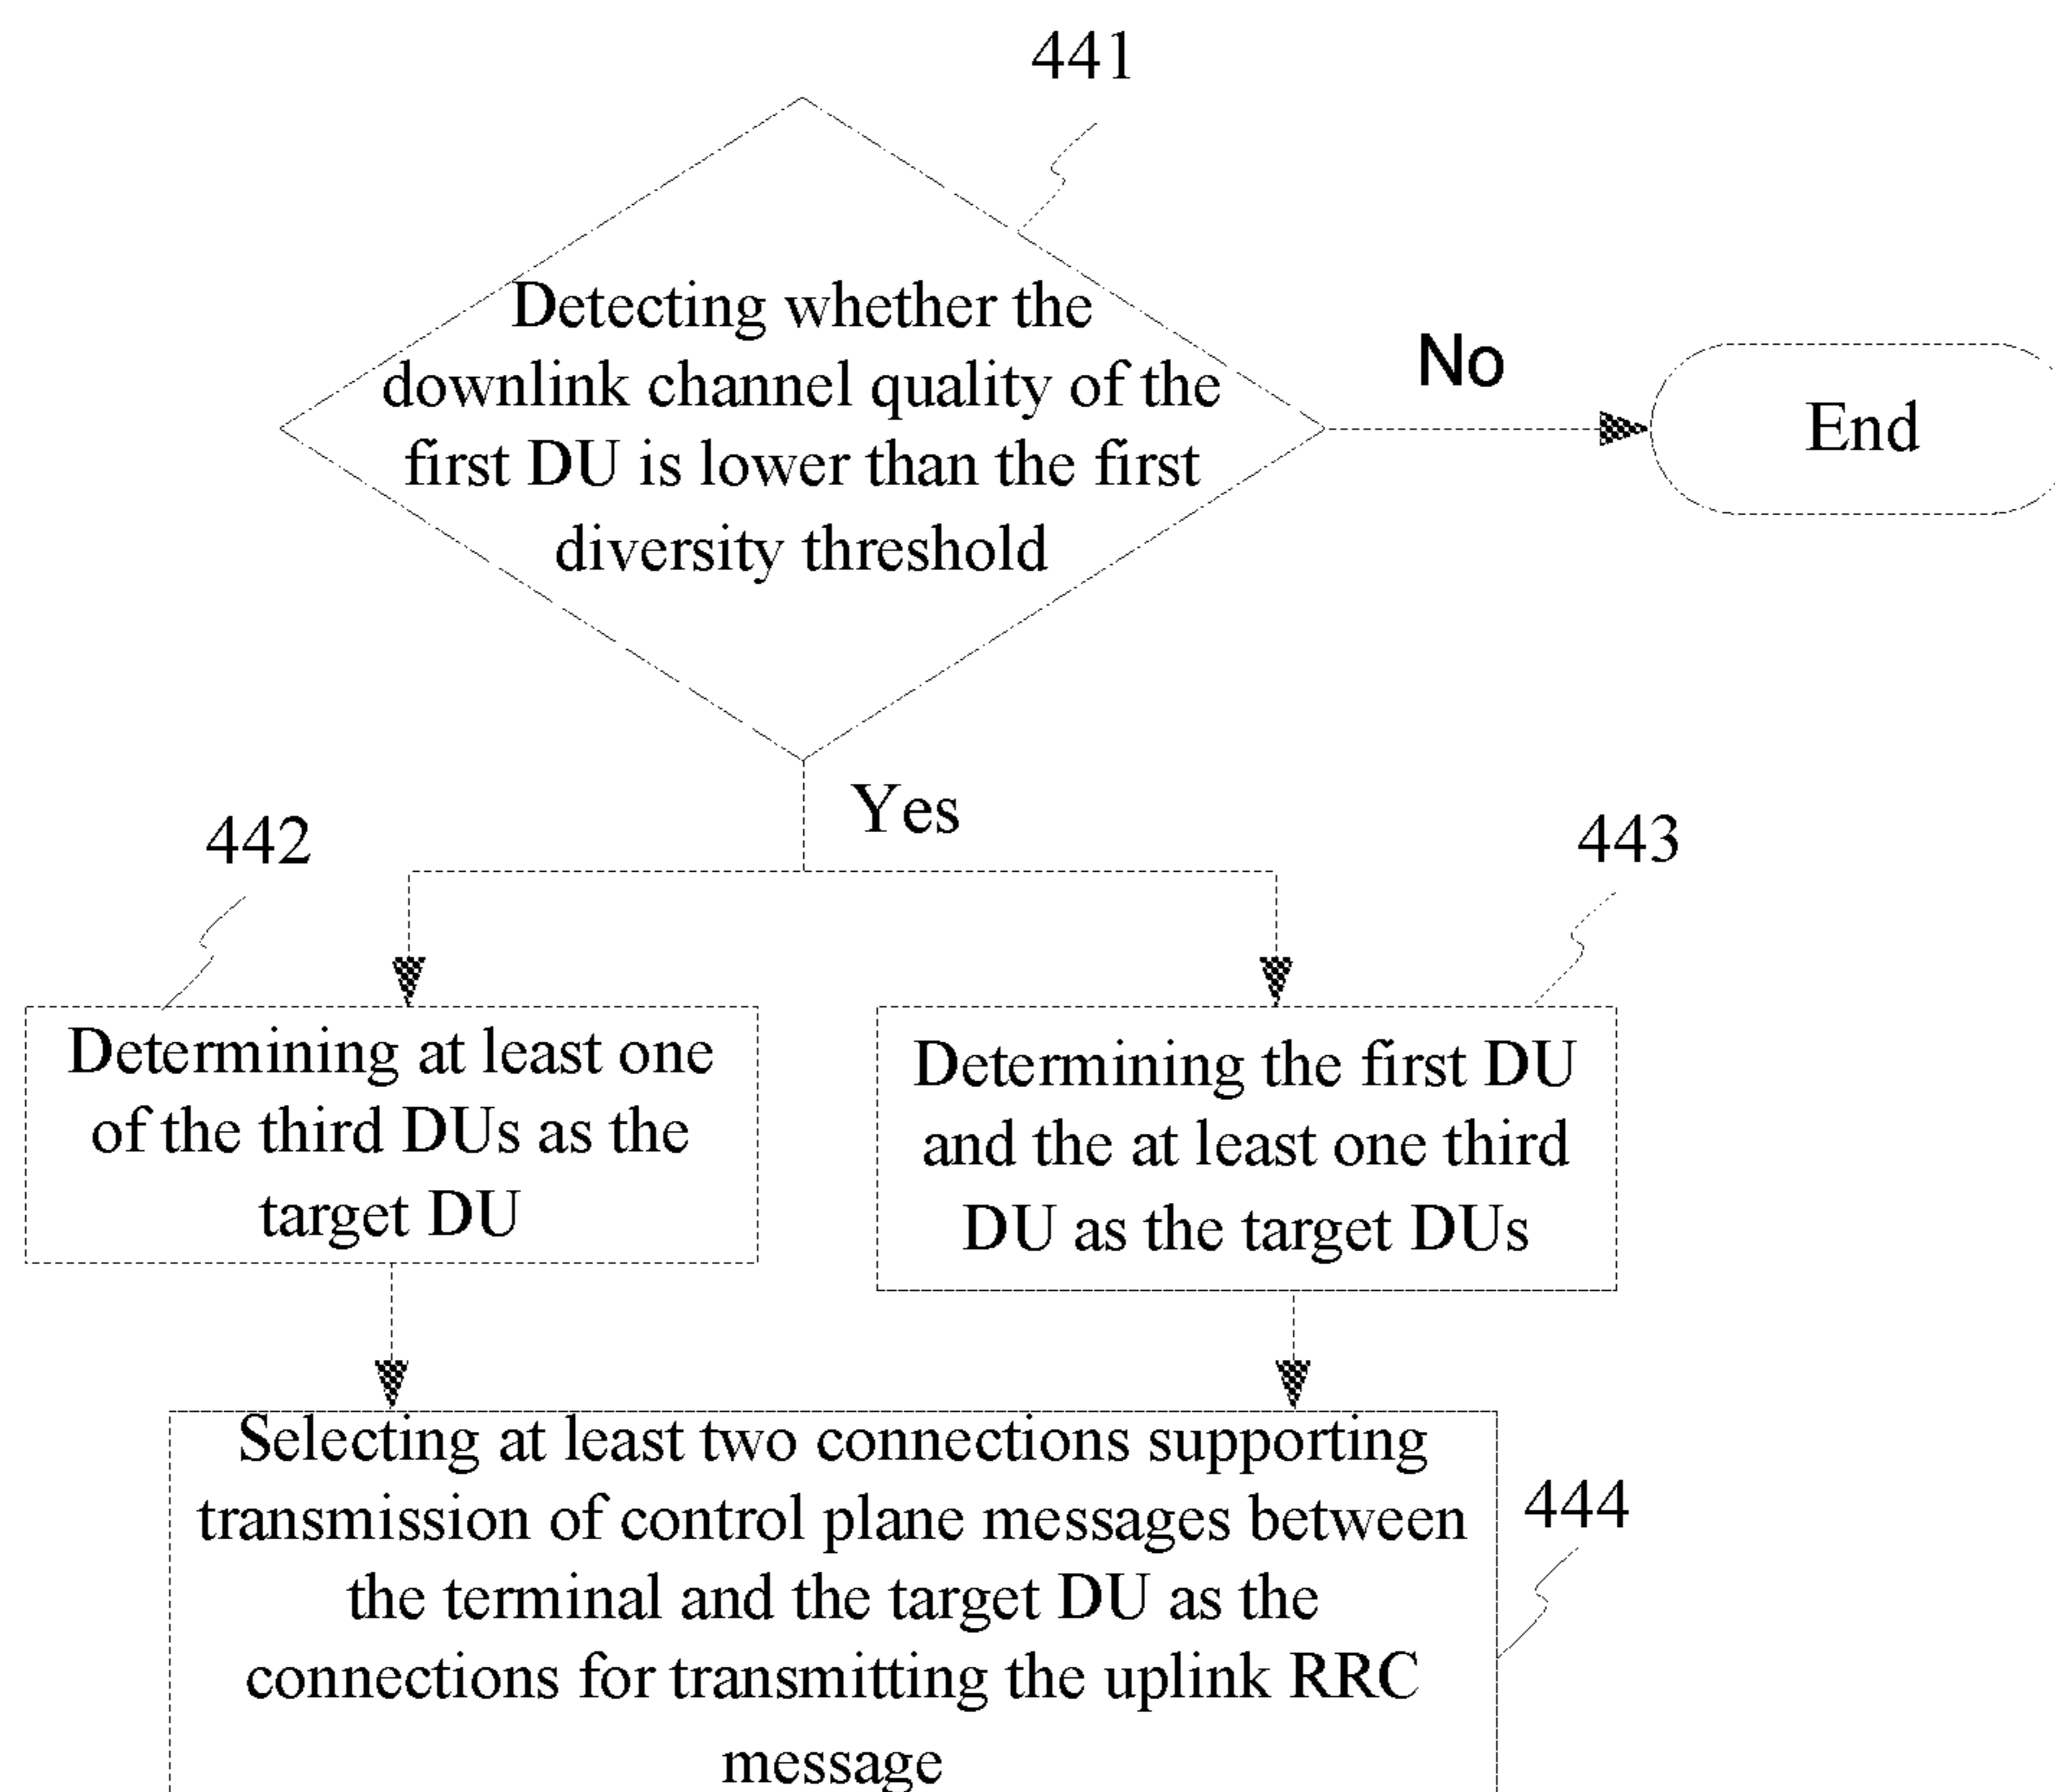 441
Detecting whether the
downlink channel quality of the
first DU is lower than the first
diversity threshold
No
End
Yes
442
443
Determining at least one
of the third DUs as the
target DU
Determining the first DU
and the at least one third
DU as the target DUs
Selecting at least two connections supporting
transmission of control plane messages between
the terminal and the target DU as the
connections for transmitting the uplink RRC
message
444